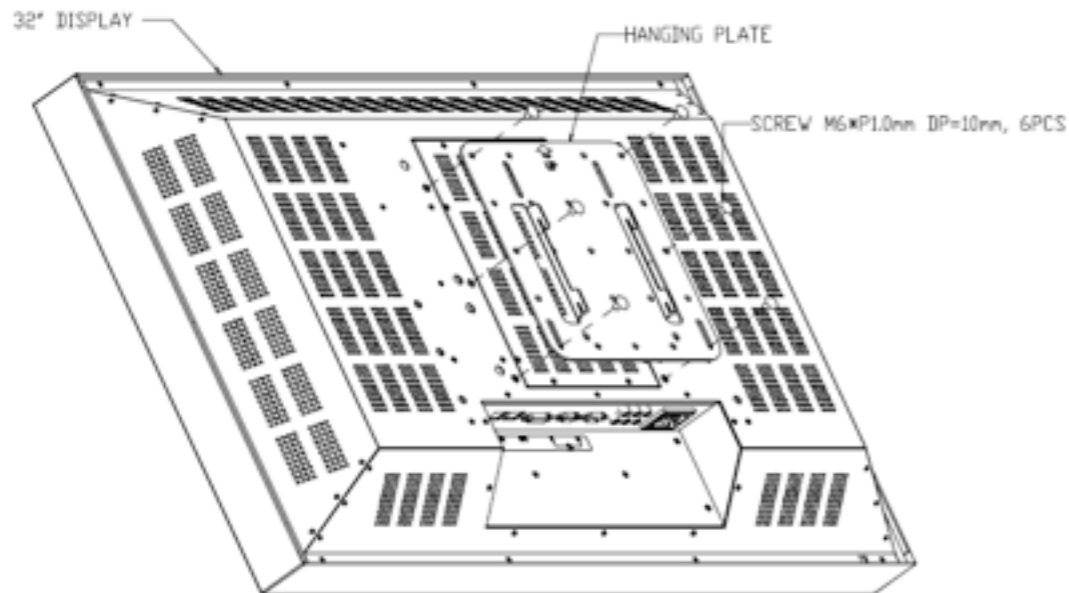 32" DISPLAY
HANGING PLATE
SCREW M6*P1.0mm DP=10mm, 6PCS